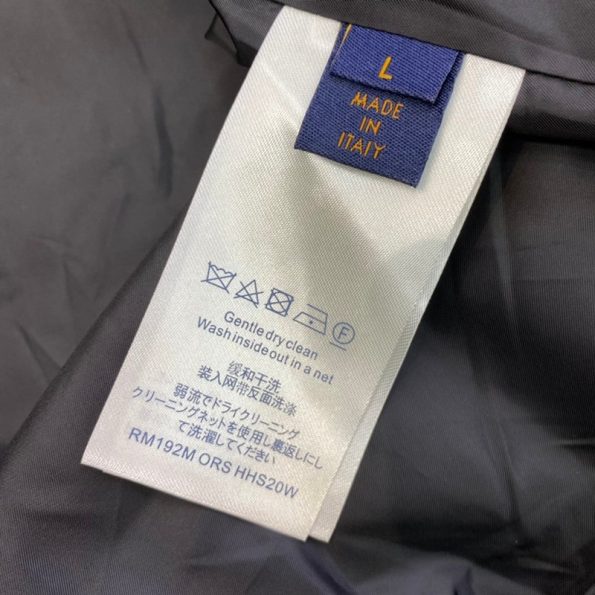 L
MADE
IN
ITALY
F
Gentle dry clean
Wash inside out in a net
缓和干洗
装入网带反面洗涤
弱流でドライクリーニング
クリーニングネットを使用し裏返しにし
て洗濯してください
RM192M ORS HHS20W